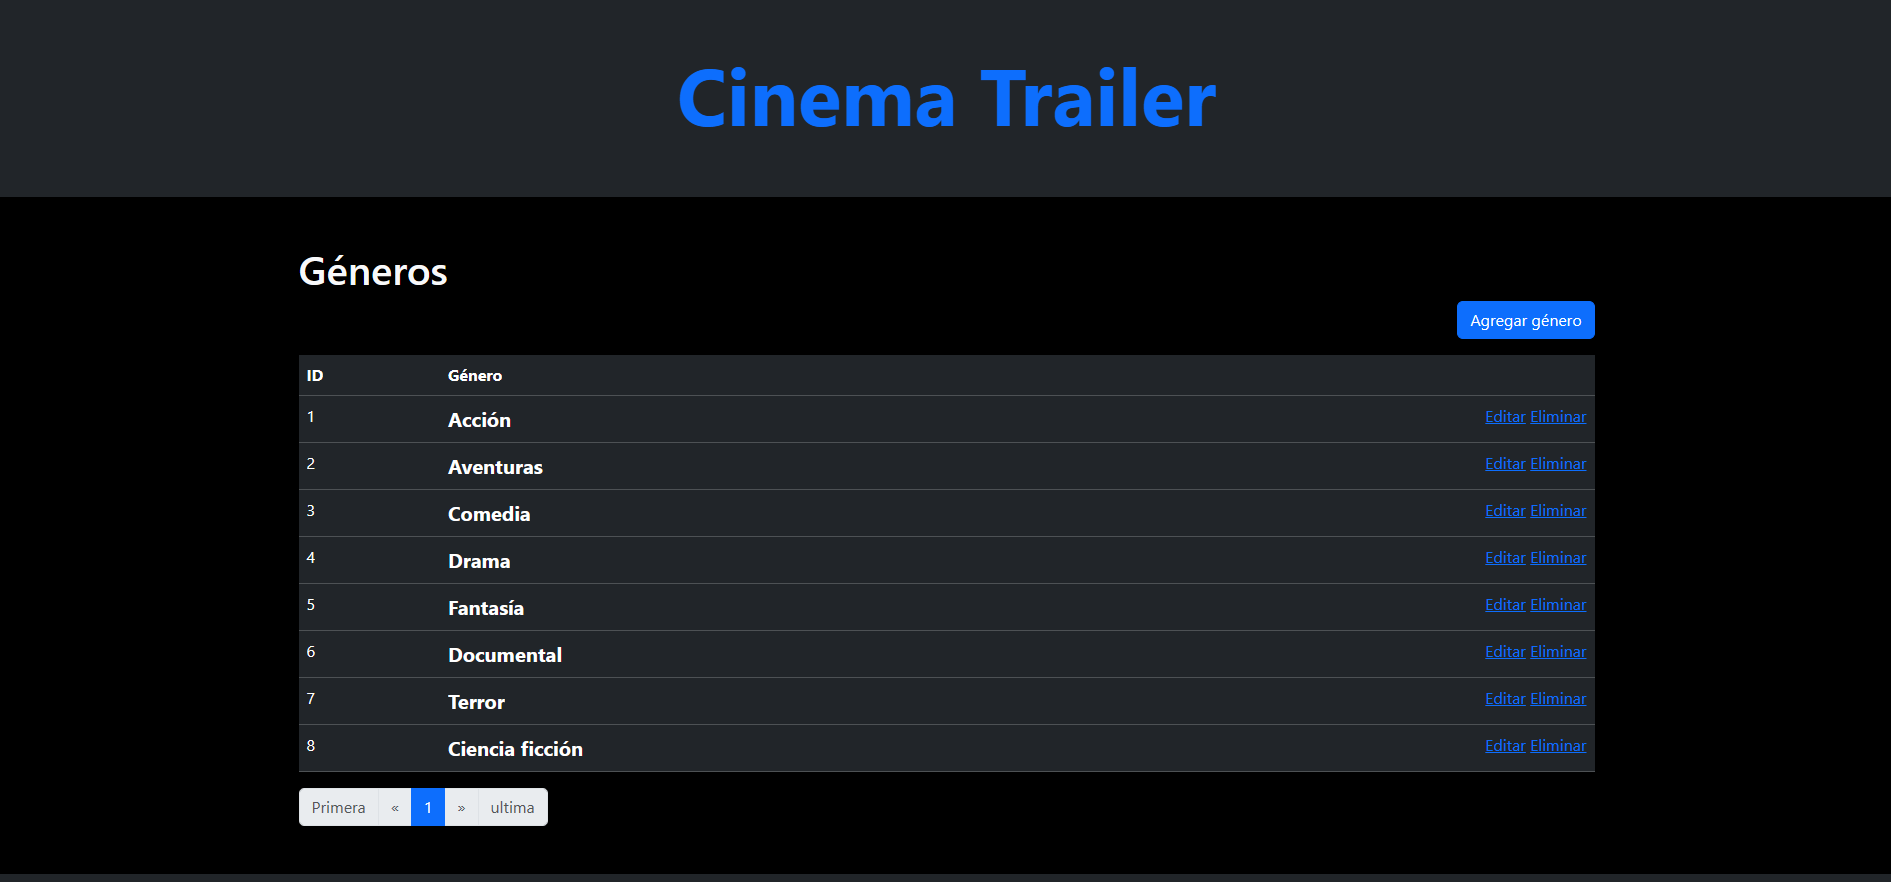 Cinema Trailer
Géneros
Agregar género
ID Género
1 Acción Editar Eliminar
2 Aventuras Editar Eliminar
3 Comedia Editar Eliminar
4 Drama Editar Eliminar
5 Fantasía Editar Eliminar
6 Documental Editar Eliminar
7 Terror Editar Eliminar
8 Ciencia ficción Editar Eliminar
Primera « 1 » ultima